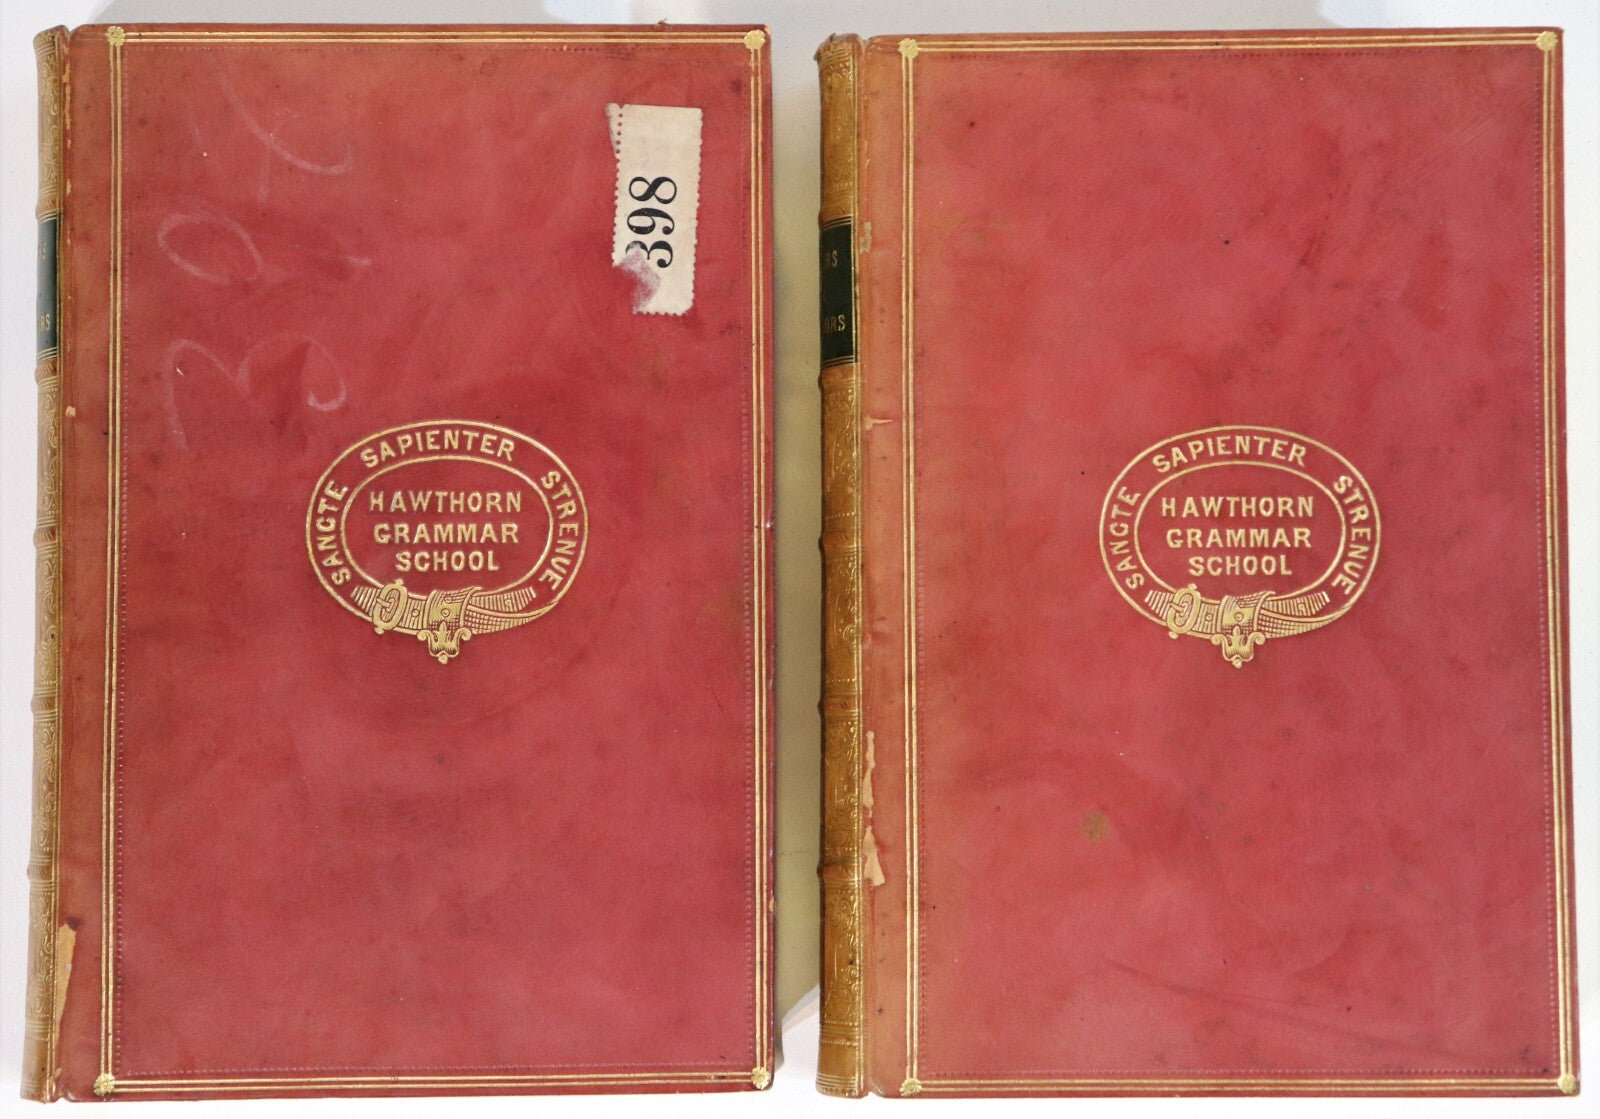 398
SANCTE SAPIENTER STRENUE
HAWTHORN
GRAMMAR
SCHOOL
SANCTE SAPIENTER STRENUE
HAWTHORN
GRAMMAR
SCHOOL